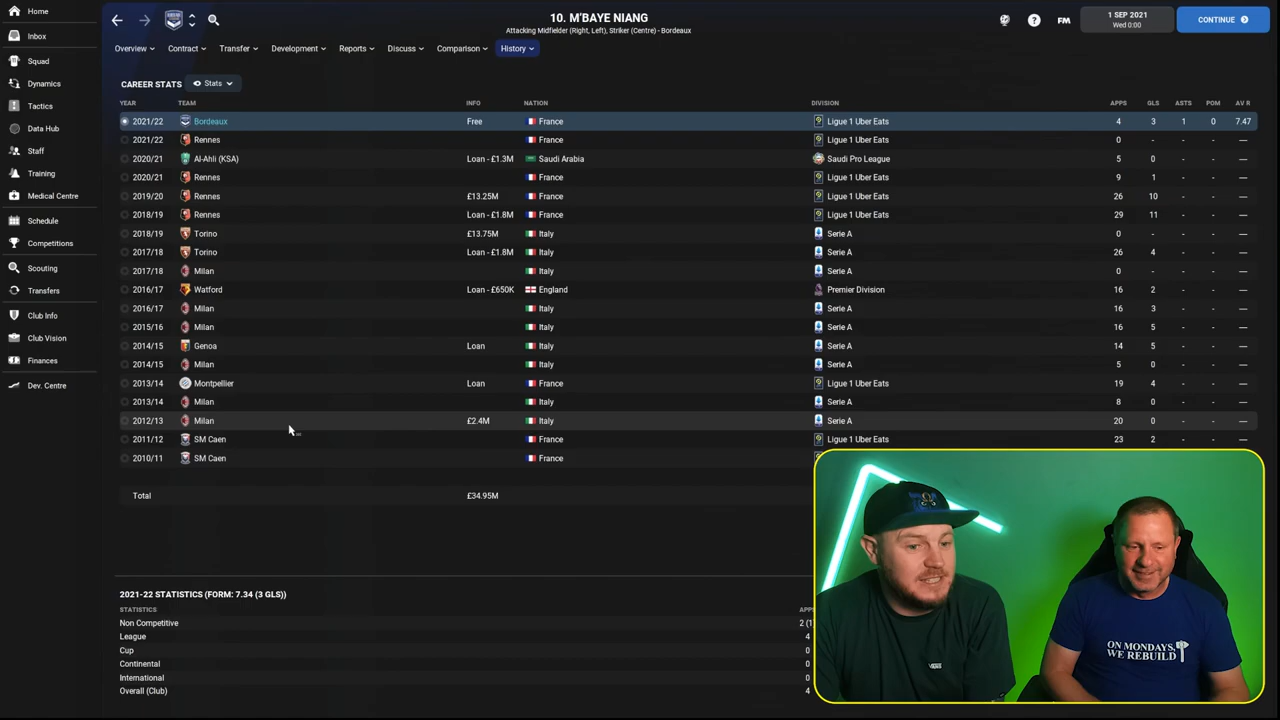 Home
10. M'BAYE NIANG
Attacking Midfielder (Right, Left), Striker (Centre) - Bordeaux
FM
1 SEP 2021
Wed 0:00
CONTINUE
Inbox
Squad
Dynamics
Tactics
Data Hub
Staff
Training
Medical Centre
Schedule
Competitions
Scouting
Transfers
Club Info
Club Vision
Finances
Dev. Centre
Overview Contract Transfer Development Reports Discuss Comparison History
CAREER STATS Stats
YEAR TEAM INFO NATION DIVISION APPS GLS ASTS POM AV R
2021/22 Bordeaux Free France Ligue 1 Uber Eats 4 3 1 0 7.47
2021/22 Rennes France Ligue 1 Uber Eats 0 - - - —
2020/21 Al-Ahli (KSA) Loan - £1.3M Saudi Arabia Saudi Pro League 5 0 - - —
2020/21 Rennes France Ligue 1 Uber Eats 9 1 - - —
2019/20 Rennes £13.25M France Ligue 1 Uber Eats 26 10 - - —
2018/19 Rennes Loan - £1.8M France Ligue 1 Uber Eats 29 11 - - —
2018/19 Torino £13.75M Italy Serie A 0 - - - —
2017/18 Torino Loan - £1.8M Italy Serie A 26 4 - - —
2017/18 Milan Italy Serie A 0 - - - —
2016/17 Watford Loan - £650K England Premier Division 16 2 - - —
2016/17 Milan Italy Serie A 16 3 - - —
2015/16 Milan Italy Serie A 16 5 - - —
2014/15 Genoa Loan Italy Serie A 14 5 - - —
2014/15 Milan Italy Serie A 5 0 - - —
2013/14 Montpellier Loan France Ligue 1 Uber Eats 19 4 - - —
2013/14 Milan Italy Serie A 8 0 - - —
2012/13 Milan £2.4M Italy Serie A 20 0 - - —
2011/12 SM Caen France Ligue 1 Uber Eats 23 2 - - —
2010/11 SM Caen France
Total £34.95M
2021-22 STATISTICS (FORM: 7.34 (3 GLS))
STATISTICS APPS
Non Competitive 2 (1)
League 4
Cup 0
Continental 0
International 0
Overall (Club) 4
VANS
ON MONDAYS,
WE REBUILD